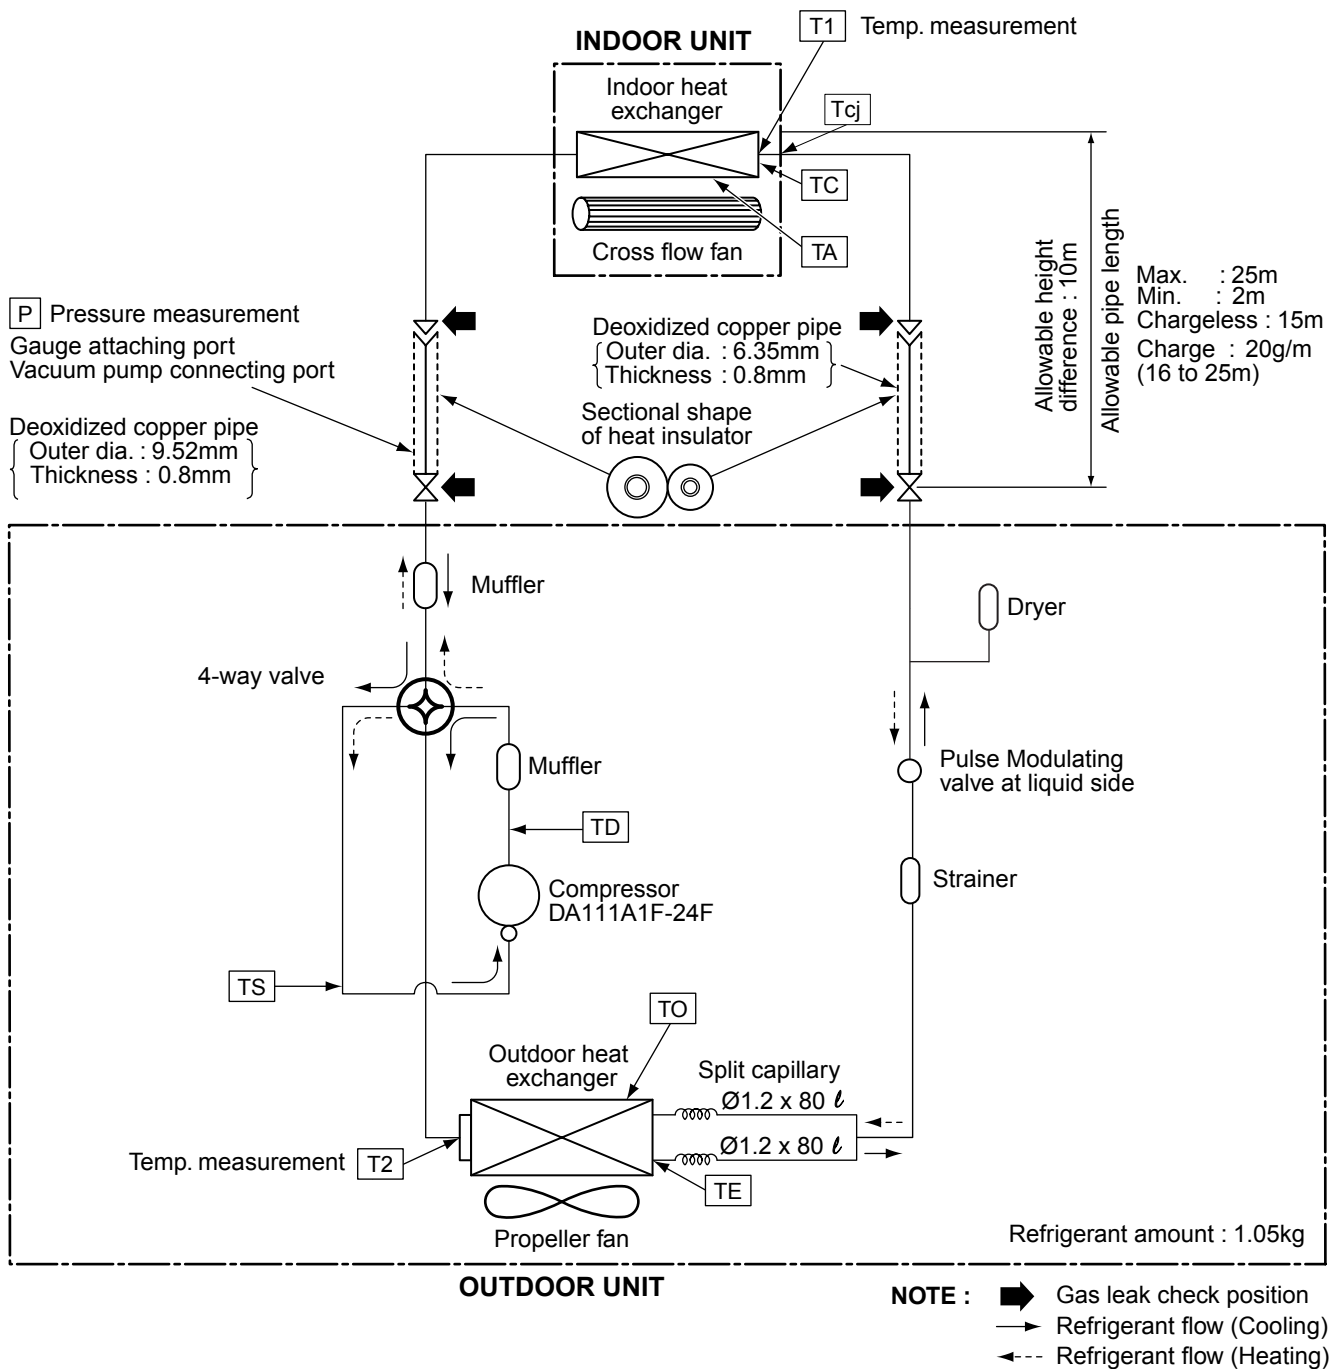 T1 Temp. measurement
INDOOR UNIT
Indoor heat
exchanger
Tcj
TC
Cross flow fan
TA
Allowable height
difference : 10m
Allowable pipe length
Max. : 25m
Min. : 2m
Chargeless : 15m
Charge : 20g/m
(16 to 25m)
P Pressure measurement
Gauge attaching port
Vacuum pump connecting port
Deoxidized copper pipe
Outer dia. : 9.52mm
Thickness : 0.8mm
Deoxidized copper pipe
Outer dia. : 6.35mm
Thickness : 0.8mm
Sectional shape
of heat insulator
Muffler
Dryer
4-way valve
Muffler
Pulse Modulating
valve at liquid side
TD
Compressor
DA111A1F-24F
Strainer
TS
TO
Outdoor heat
exchanger
Split capillary
Ø1.2 x 80 ℓ
Ø1.2 x 80 ℓ
Temp. measurement T2
TE
Propeller fan
Refrigerant amount : 1.05kg
OUTDOOR UNIT
NOTE :
Gas leak check position
Refrigerant flow (Cooling)
Refrigerant flow (Heating)